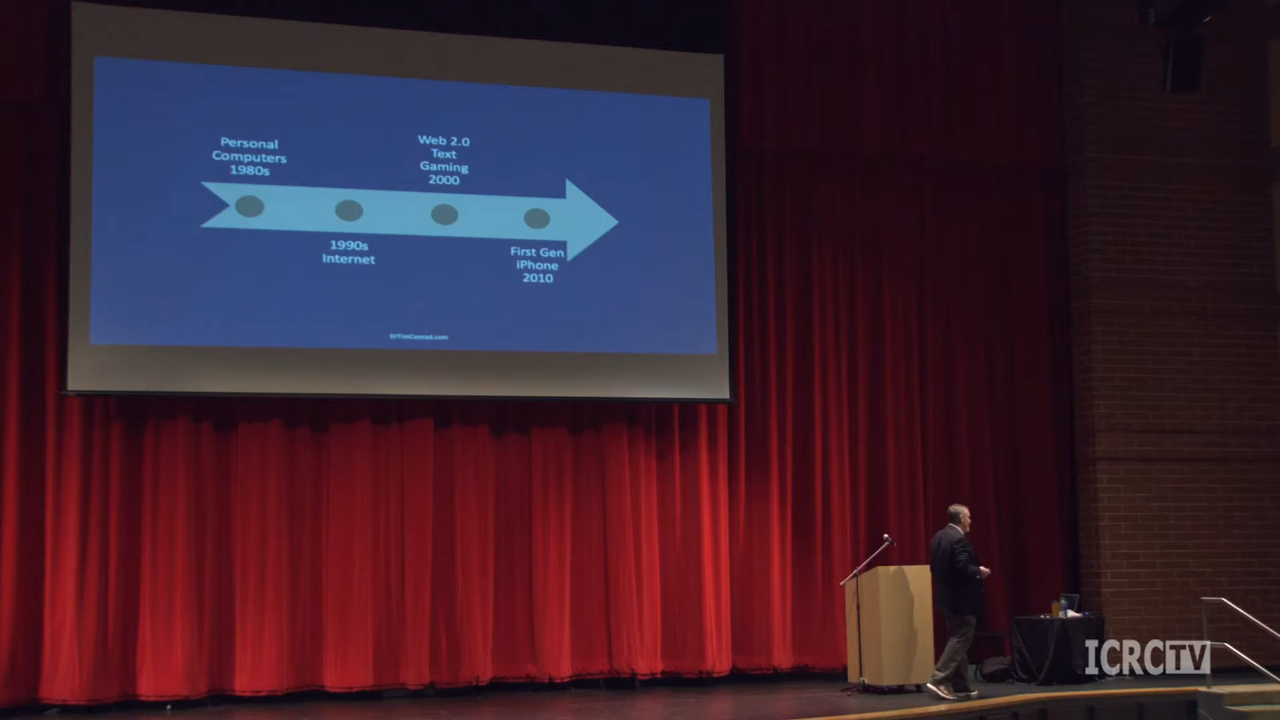 Personal
Computers
1980s
Web 2.0
Text
Gaming
2000
1990s
Internet
First Gen
iPhone
2010
DrTimConrad.com
ICRCTV